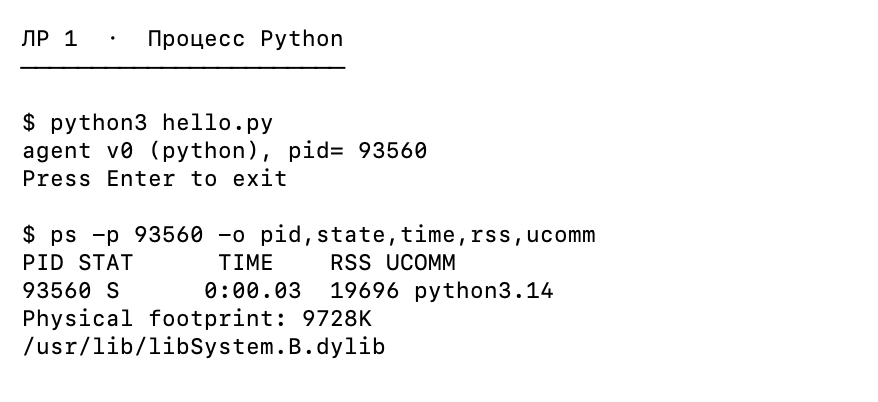 ЛР 1 · Процесс Python
$ python3 hello.py
agent v0 (python), pid= 93560
Press Enter to exit
$ ps -p 93560 -o pid,state,time,rss,ucomm
PID STAT      TIME    RSS UCOMM
93560 S      0:00.03  19696 python3.14
Physical footprint: 9728K
/usr/lib/libSystem.B.dylib